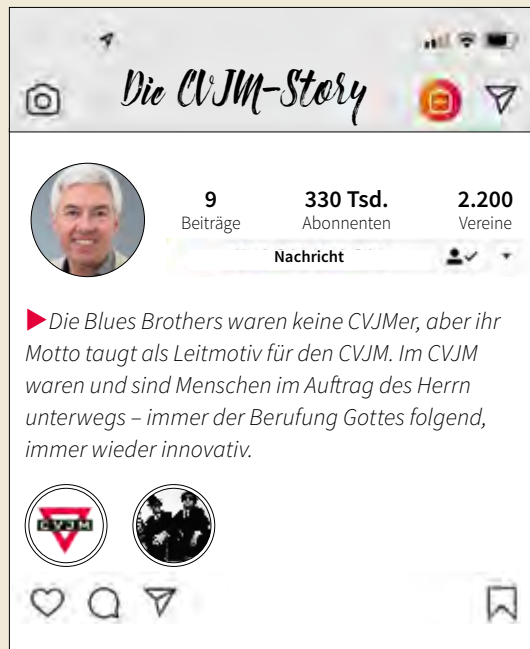 Die CVJM-Story
9
330 Tsd.
2.200
Beiträge
Abonnenten
Vereine
Nachricht
Die Blues Brothers waren keine CVJMer, aber ihr
Motto taugt als Leitmotiv für den CVJM. Im CVJM
waren und sind Menschen im Auftrag des Herrn
unterwegs – immer der Berufung Gottes folgend,
immer wieder innovativ.
CVJM